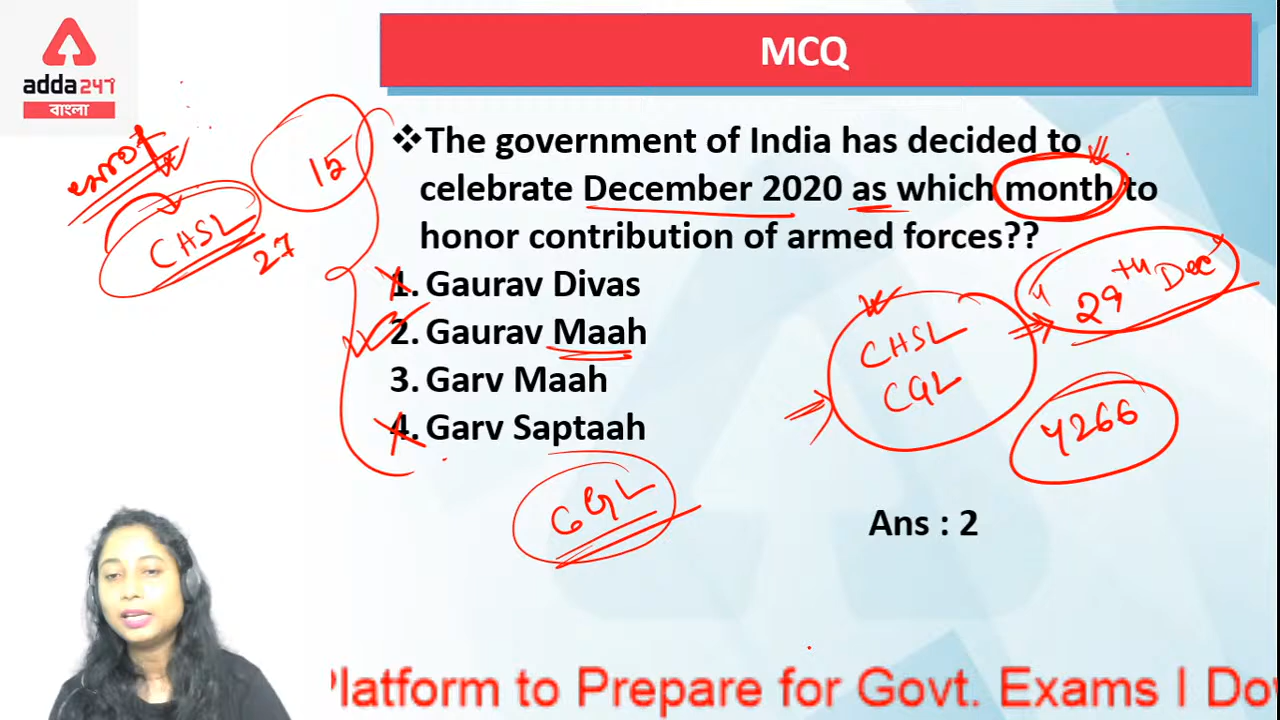 adda247
বাংলা
MCQ
❖The government of India has decided to
celebrate December 2020 as which month to
honor contribution of armed forces??
1. Gaurav Divas
2. Gaurav Maah
3. Garv Maah
4. Garv Saptaah
Ans : 2
error
15
CHSL
27
29th Dec
CHSL
CGL
4266
CGL
Platform to Prepare for Govt. Exams I Do